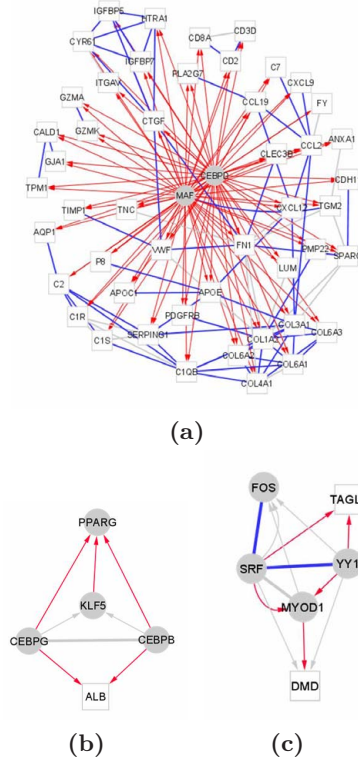 IGFBP5
HTRA1
CYR6
IGFBP7
CD8A
CD3D
CD2
ITGAV
PLA2G7
C7
CXCL9
GZMA
CTGF
CCL19
FY
GZMK
CALD1
CCL2
ANXA1
CLEC3B
GJA1
CEBPD
CDH1
TPM1
MAF
TIMP1
TNC
CXCL12
TGM2
AQP1
VWF
FN1
PMP22
SPARC
P8
C2
APOC1
APOE
LUM
C1R
PDGFRB
C1S
SERPING1
COL1A
COL3A1
COL6A3
COL6A2
C1QB
COL6A1
COL4A1
(a)
PPARG
KLF5
CEBPG
CEBPB
ALB
(b)
FOS
TAGL
SRF
YY1
MYOD1
DMD
(c)